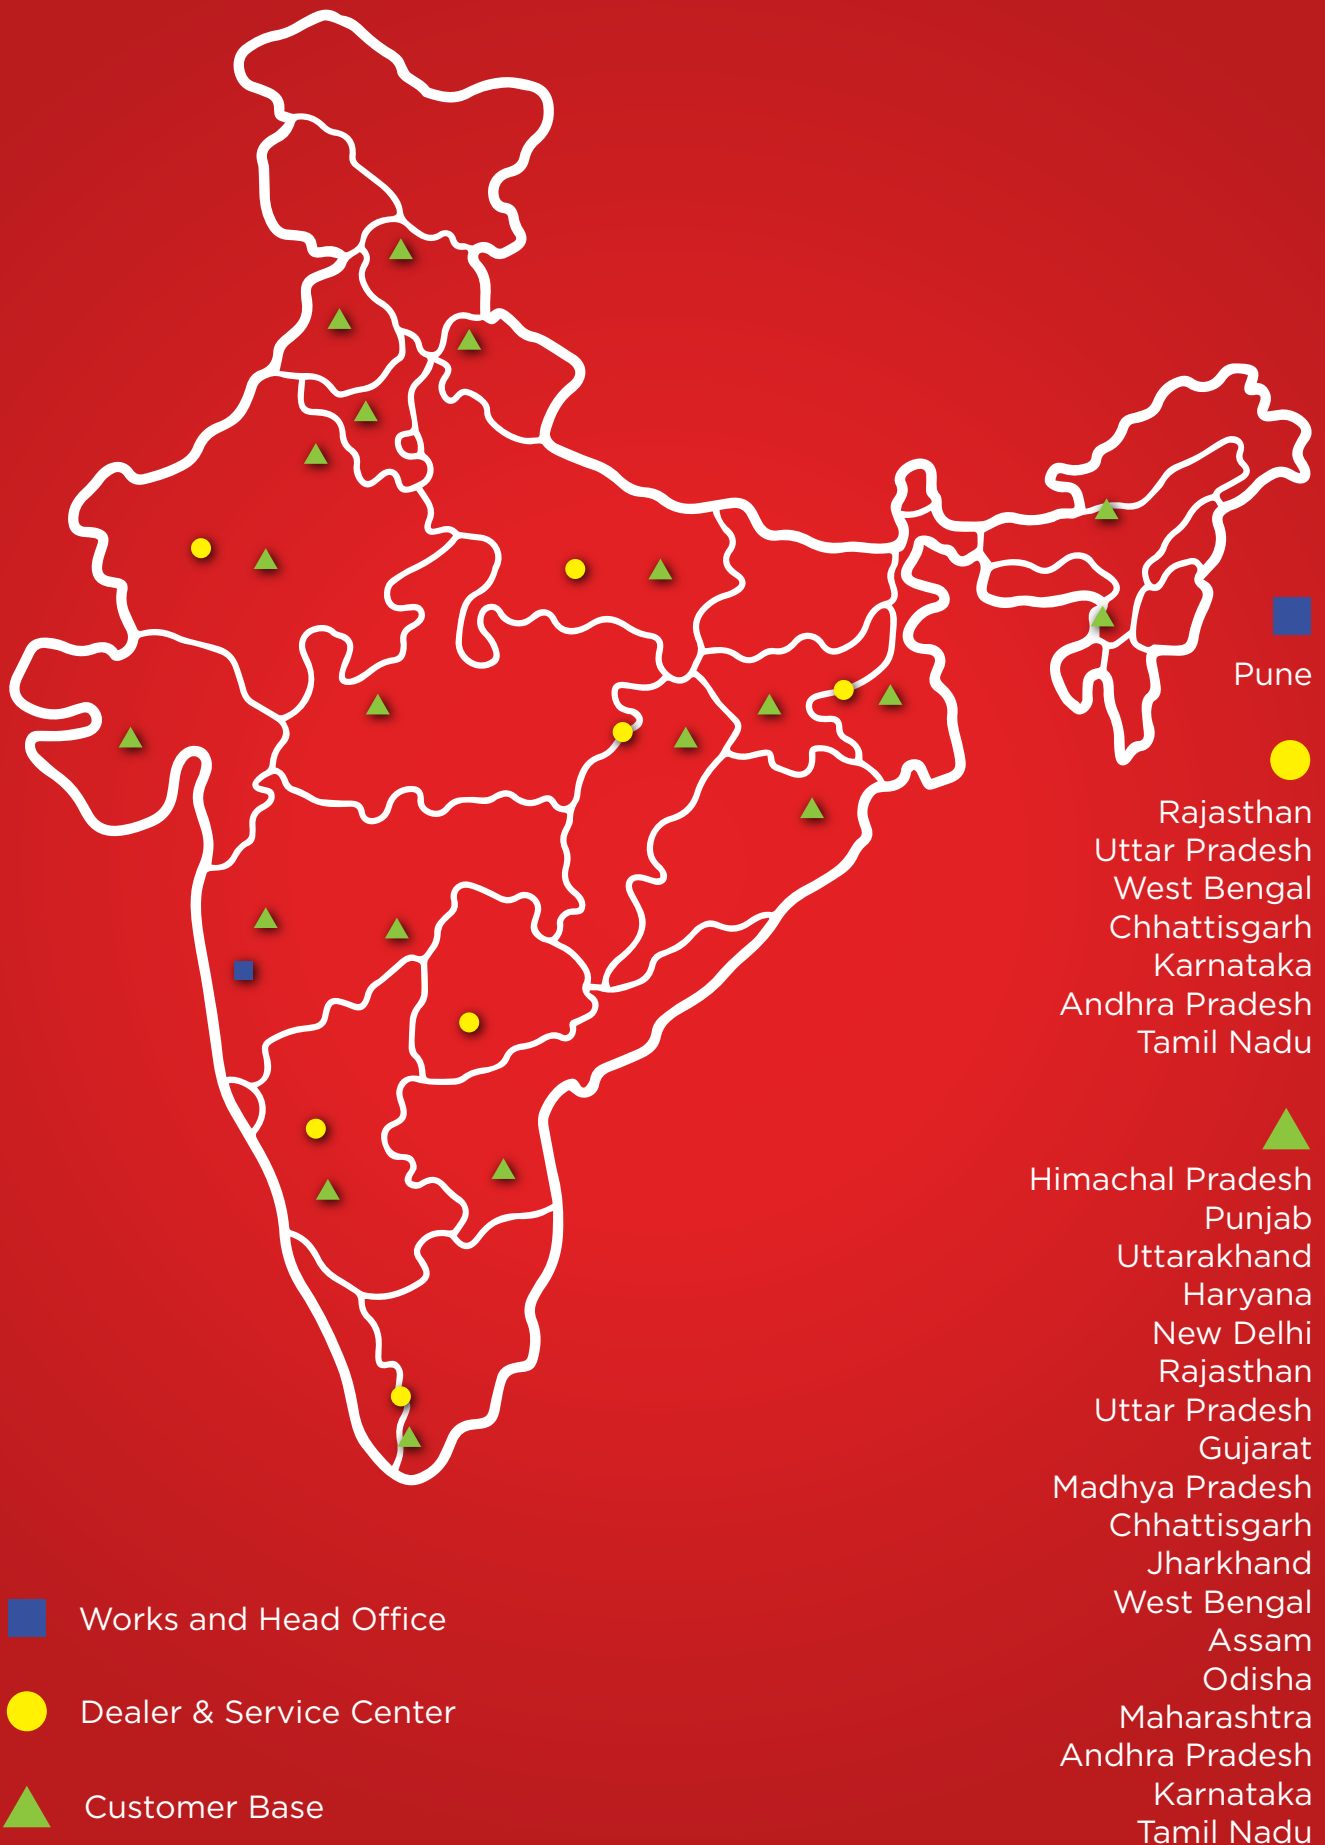 Pune
Rajasthan
Uttar Pradesh
West Bengal
Chhattisgarh
Karnataka
Andhra Pradesh
Tamil Nadu
Himachal Pradesh
Punjab
Uttarakhand
Haryana
New Delhi
Rajasthan
Uttar Pradesh
Gujarat
Madhya Pradesh
Chhattisgarh
Jharkhand
West Bengal
Assam
Odisha
Maharashtra
Andhra Pradesh
Karnataka
Tamil Nadu
Works and Head Office
Dealer & Service Center
Customer Base